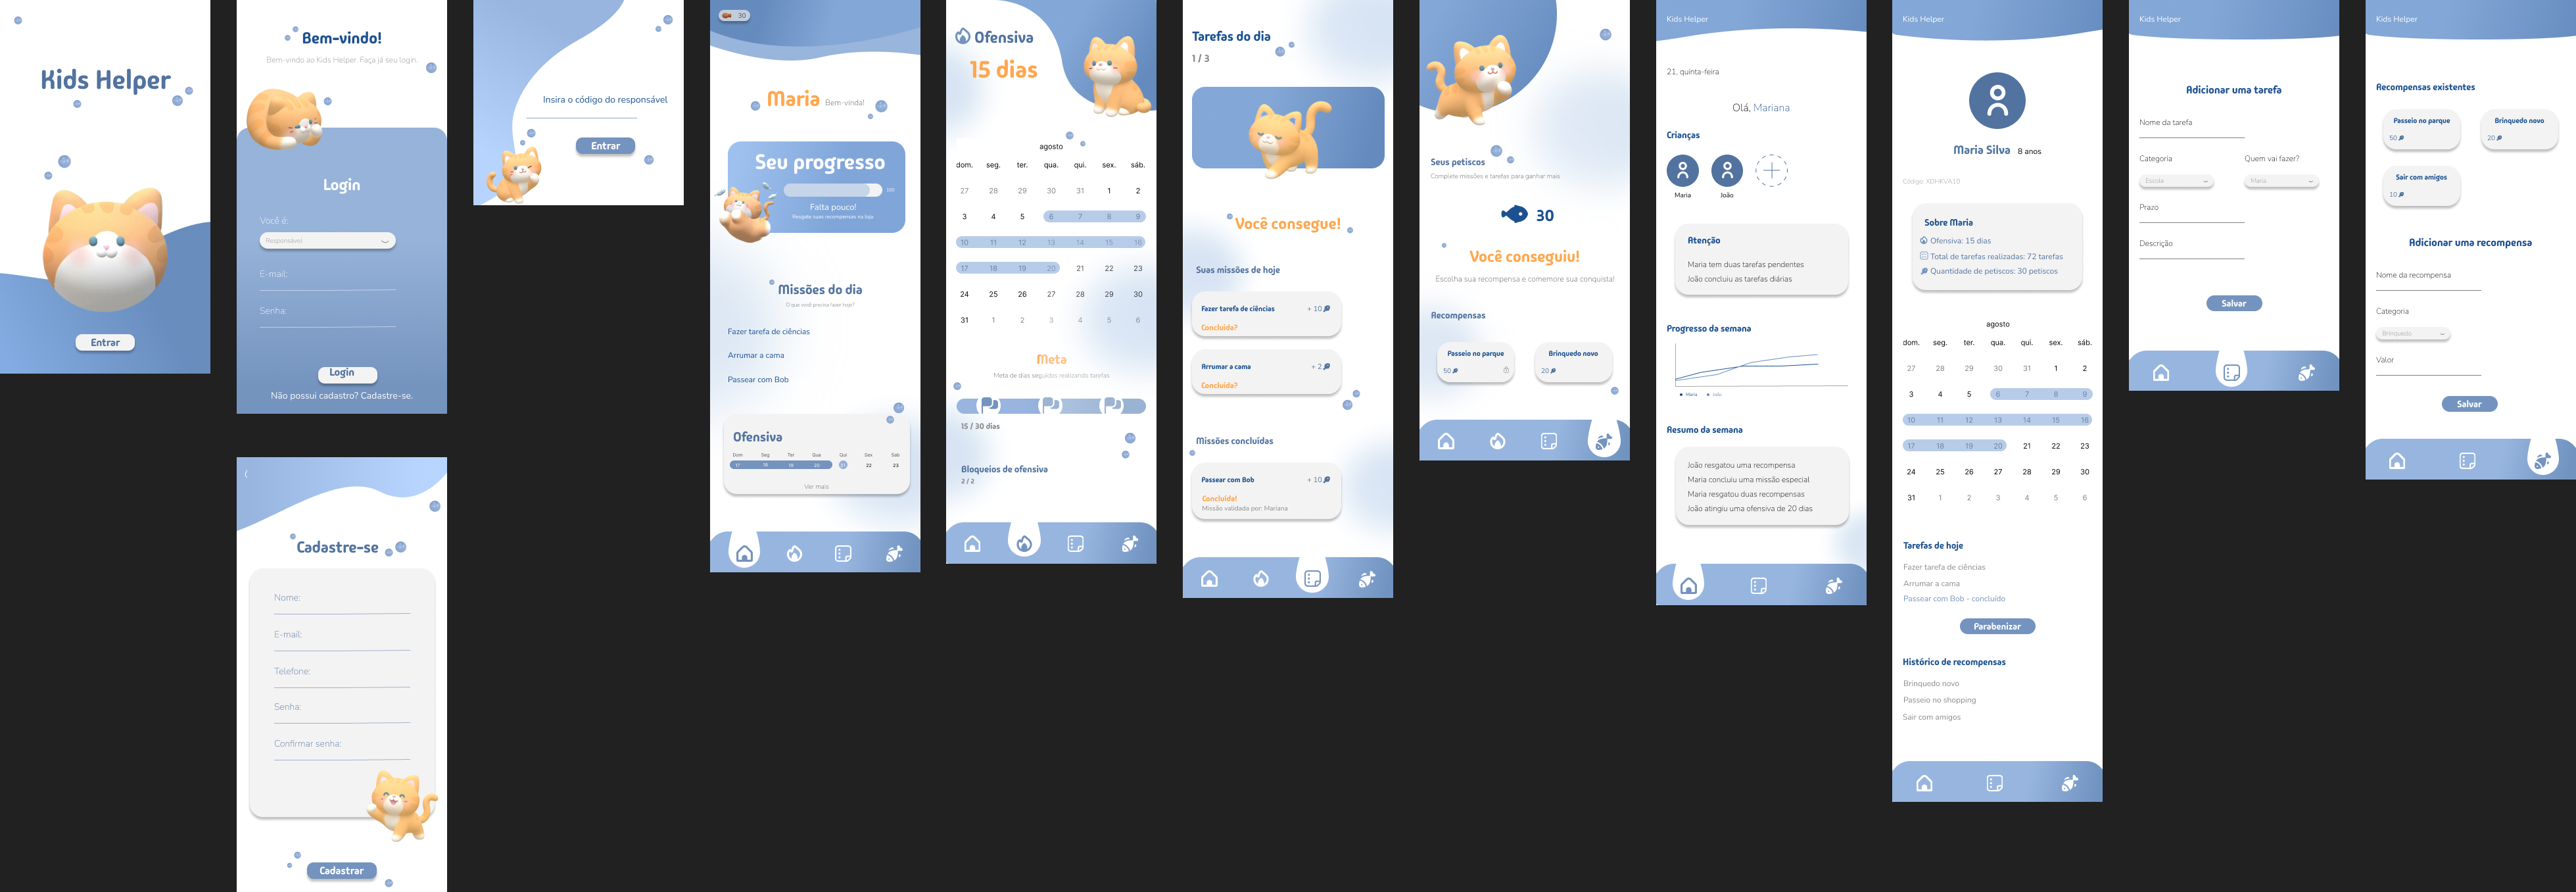 Kids Helper
Entrar
Bem-vindo!
Bem-vindo ao Kids Helper. Faça já seu login.
Login
Você é:
Responsável
E-mail:
Senha:
Login
Não possui cadastro? Cadastre-se.
Cadastre-se
Nome:
E-mail:
Telefone:
Senha:
Confirmar senha:
Cadastrar
Insira o código do responsável
Entrar
30
Maria Bem-vinda!
Seu progresso
100
Falta pouco!
Resgate suas recompensas na loja
Missões do dia
O que você precisa fazer hoje?
Fazer tarefa de ciências
Arrumar a cama
Passear com Bob
Ofensiva
Dom Seg Ter Qua Qui Sex Sab
17 18 19 20 21 22 23
Ver mais
Ofensiva
15 dias
agosto
dom. seg. ter. qua. qui. sex. sáb.
27 28 29 30 31 1 2
3 4 5 6 7 8 9
10 11 12 13 14 15 16
17 18 19 20 21 22 23
24 25 26 27 28 29 30
31 1 2 3 4 5 6
Meta
Meta de dias seguidos realizando tarefas
15 / 30 dias
Bloqueios de ofensiva
2 / 2
Tarefas do dia
1 / 3
Você consegue!
Suas missões de hoje
Fazer tarefa de ciências + 10
Concluída?
Arrumar a cama + 2
Concluída?
Missões concluídas
Passear com Bob + 10
Concluída!
Missão validada por: Mariana
Seus petiscos
Complete missões e tarefas para ganhar mais
30
Você conseguiu!
Escolha sua recompensa e comemore sua conquista!
Recompensas
Passeio no parque
50
Brinquedo novo
20
Kids Helper
21, quinta-feira
Olá, Mariana
Crianças
Maria João
Atenção
Maria tem duas tarefas pendentes
João concluiu as tarefas diárias
Progresso da semana
Maria João
Resumo da semana
João resgatou uma recompensa
Maria concluiu uma missão especial
Maria resgatou duas recompensas
João atingiu uma ofensiva de 20 dias
Kids Helper
Maria Silva 8 anos
Código: XDHKVA10
Sobre Maria
Ofensiva: 15 dias
Total de tarefas realizadas: 72 tarefas
Quantidade de petiscos: 30 petiscos
agosto
dom. seg. ter. qua. qui. sex. sáb.
27 28 29 30 31 1 2
3 4 5 6 7 8 9
10 11 12 13 14 15 16
17 18 19 20 21 22 23
24 25 26 27 28 29 30
31 1 2 3 4 5 6
Tarefas de hoje
Fazer tarefa de ciências
Arrumar a cama
Passear com Bob - concluído
Parabenizar
Histórico de recompensas
Brinquedo novo
Passeio no shopping
Sair com amigos
Kids Helper
Adicionar uma tarefa
Nome da tarefa
Categoria Quem vai fazer?
Escola Maria
Prazo
Descrição
Salvar
Kids Helper
Recompensas existentes
Passeio no parque
50
Brinquedo novo
20
Sair com amigos
10
Adicionar uma recompensa
Nome da recompensa
Categoria
Brinquedo
Valor
Salvar